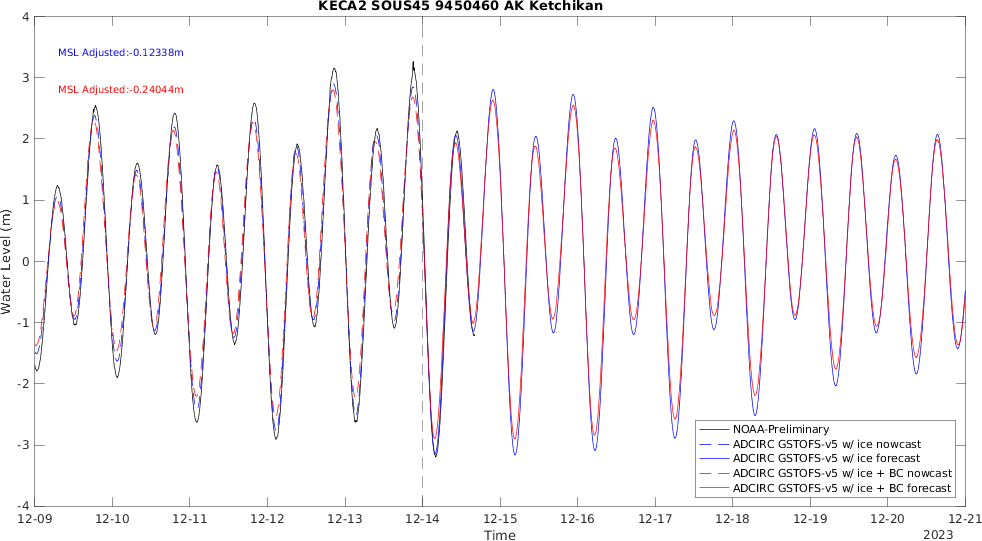 KECA2 SOUS45 9450460 AK Ketchikan
MSL Adjusted:-0.12338m
MSL Adjusted:-0.24044m
Water Level (m)
4
3
2
1
0
-1
-2
-3
-4
NOAA-Preliminary
ADCIRC GSTOFS-v5 w/ ice nowcast
ADCIRC GSTOFS-v5 w/ ice forecast
ADCIRC GSTOFS-v5 w/ ice + BC nowcast
ADCIRC GSTOFS-v5 w/ ice + BC forecast
12-09 12-10 12-11 12-12 12-13 12-14 12-15 12-16 12-17 12-18 12-19 12-20 12-21
Time
2023